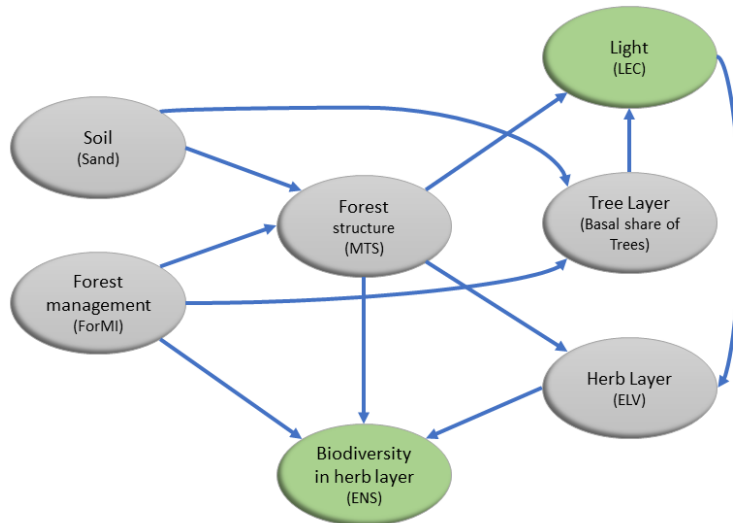 Light
(LEC)
Soil
(Sand)
Forest
structure
(MTS)
Tree Layer
(Basal share of
Trees)
Forest
management
(ForMI)
Herb Layer
(ELV)
Biodiversity
in herb layer
(ENS)